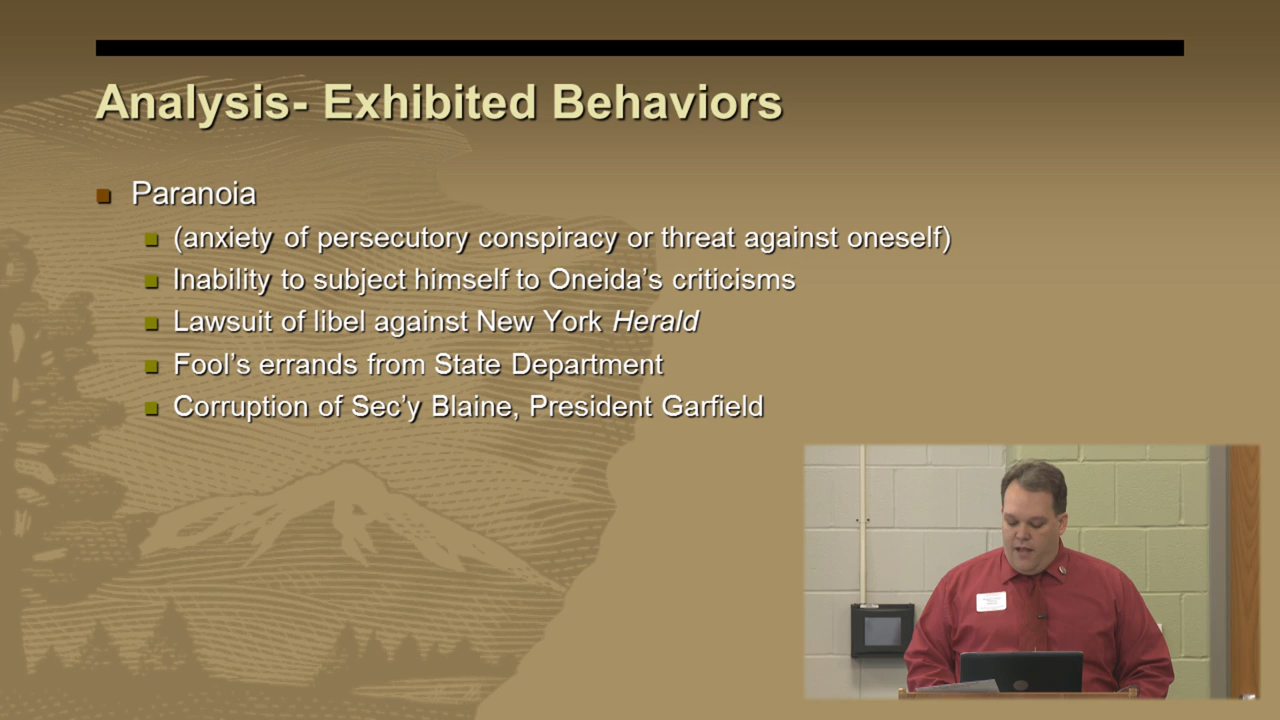 Analysis- Exhibited Behaviors
Paranoia
(anxiety of persecutory conspiracy or threat against oneself)
Inability to subject himself to Oneida's criticisms
Lawsuit of libel against New York Herald
Fool's errands from State Department
Corruption of Sec'y Blaine, President Garfield